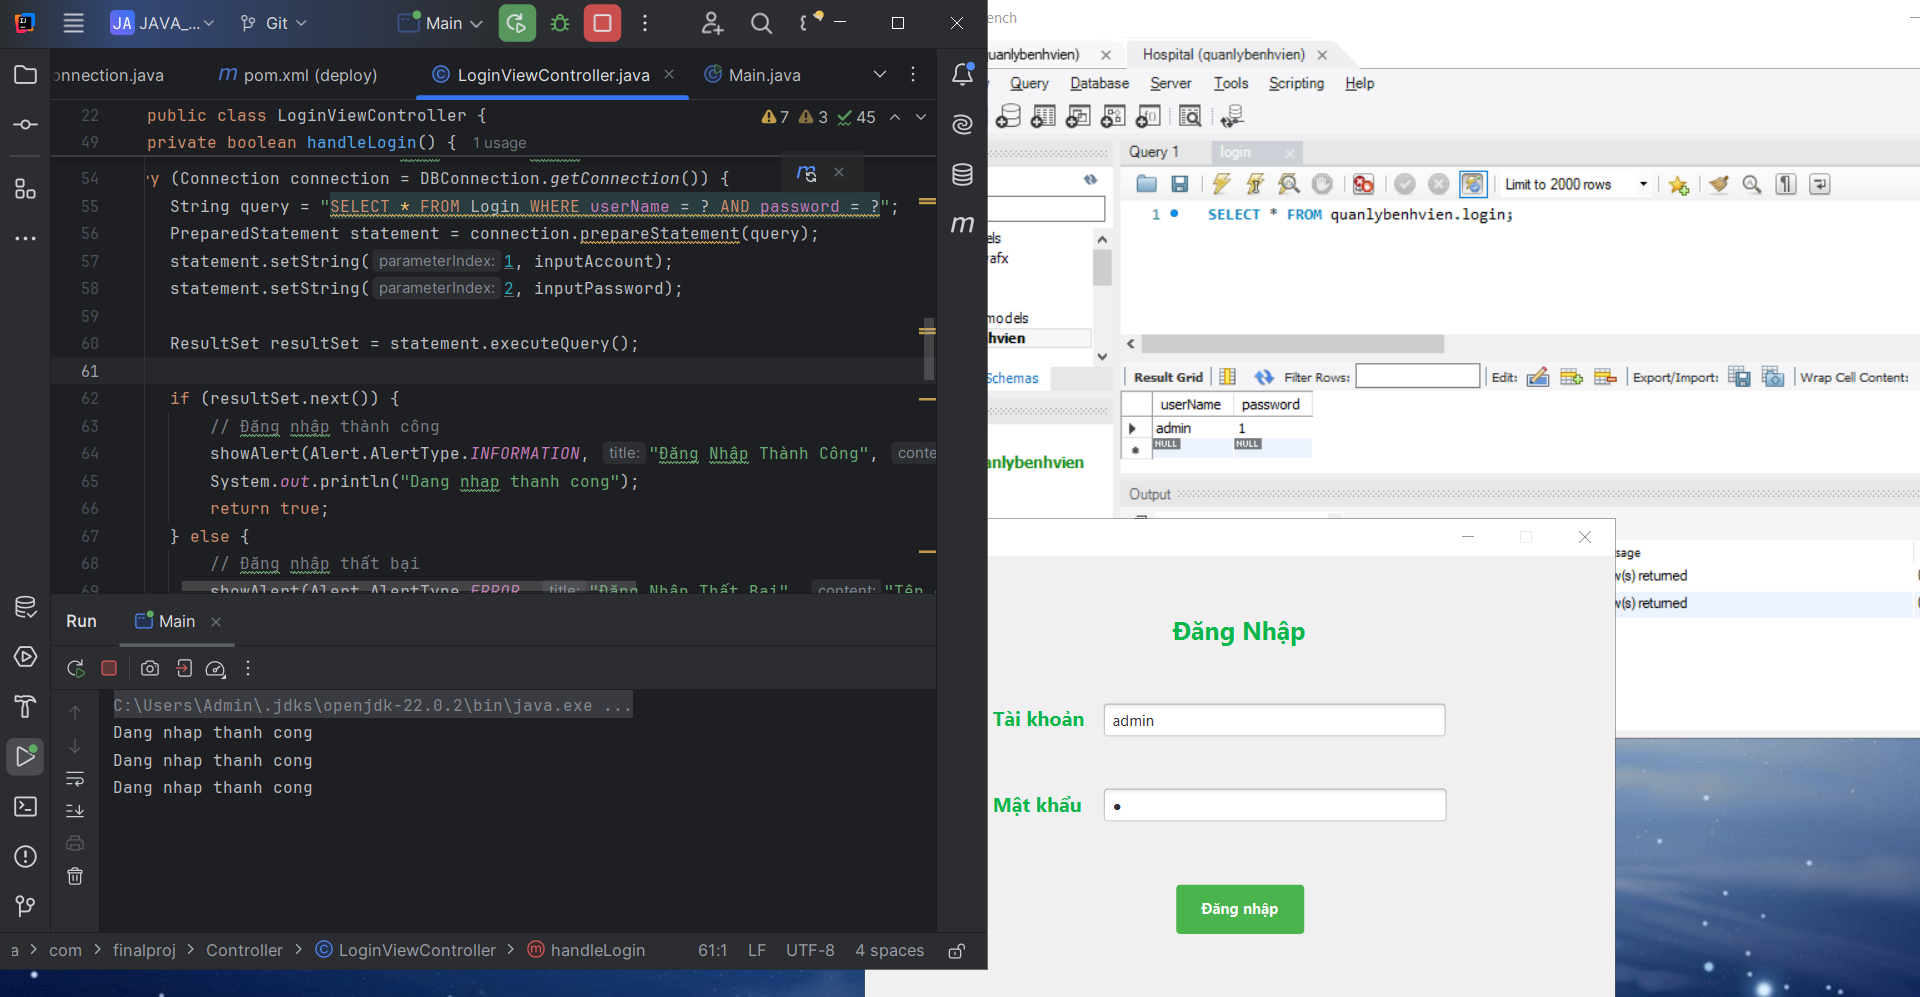 JA JAVA_... Git Main
onnection.java pom.xml (deploy) LoginViewController.java Main.java
22 public class LoginViewController { 7 3 45
49 private boolean handleLogin() { 1 usage
54 y (Connection connection = DBConnection.getConnection()) {
55 String query = "SELECT * FROM Login WHERE userName = ? AND password = ?";
56 PreparedStatement statement = connection.prepareStatement(query);
57 statement.setString( parameterIndex: 1, inputAccount);
58 statement.setString( parameterIndex: 2, inputPassword);
59
60 ResultSet resultSet = statement.executeQuery();
61
62 if (resultSet.next()) {
63 // Đăng nhập thành công
64 showAlert(Alert.AlertType.INFORMATION, title: "Đăng Nhập Thành Công", conte
65 System.out.println("Dang nhap thanh cong");
66 return true;
67 } else {
68 // Đăng nhập thất bại
69 showAlert(Alert.AlertType.ERROR, title: "Đăng Nhập Thất Bại", content: "Tên
Run Main
C:\Users\Admin\.jdks\openjdk-22.0.2\bin\java.exe ...
Dang nhap thanh cong
Dang nhap thanh cong
Dang nhap thanh cong
a > com > finalproj > Controller > LoginViewController > handleLogin 61:1 LF UTF-8 4 spaces
ench
quanlybenhvien) Hospital (quanlybenhvien)
Query Database Server Tools Scripting Help
Query 1 login
Limit to 2000 rows
1 SELECT * FROM quanlybenhvien.login;
els
afx
models
hvien
Schemas
anlybenhvien
Result Grid Filter Rows: Edit: Export/Import: Wrap Cell Content:
userName password
admin 1
NULL NULL
Output
sage
w(s) returned
w(s) returned
Đăng Nhập
Tài khoản admin
Mật khẩu ●
Đăng nhập